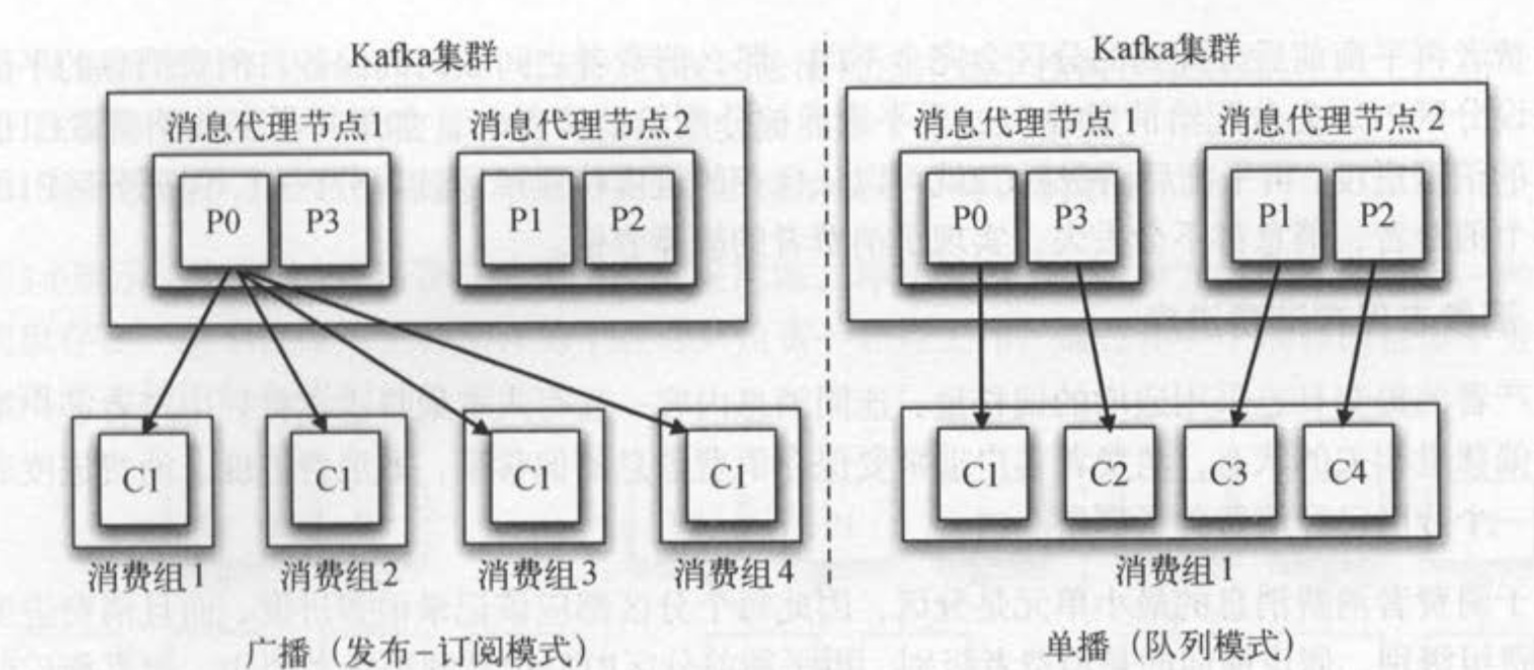 Kafka集群
消息代理节点1
消息代理节点2
P0
P3
P1
P2
C1
C1
C1
C1
消费组1
消费组2
消费组3
消费组4
广播（发布-订阅模式）
Kafka集群
消息代理节点1
消息代理节点2
P0
P3
P1
P2
C1
C2
C3
C4
消费组1
单播（队列模式）